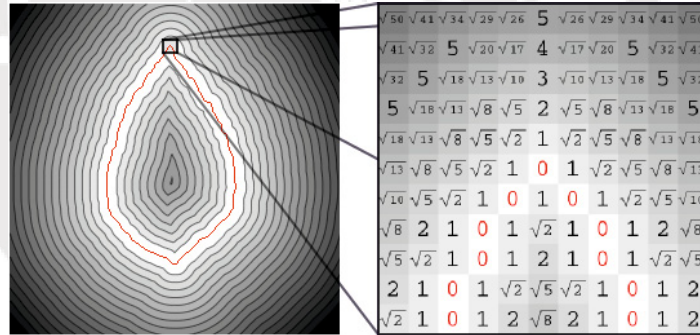 √50 √41 √34 √29 √26 5 √26 √29 √34 √41 √50
√41 √32 5 √20 √17 4 √17 √20 5 √32 √41
√32 5 √18 √13 √10 3 √10 √13 √18 5 √32
5 √18 √13 √8 √5 2 √5 √8 √13 √18 5
√18 √13 √8 √5 √2 1 √2 √5 √8 √13 √18
√13 √8 √5 √2 1 0 1 √2 √5 √8 √13
√10 √5 √2 1 0 1 0 1 √2 √5 √10
√8 2 1 0 1 √2 1 0 1 2 √8
√5 √2 1 0 1 2 1 0 1 √2 √5
2 1 0 1 √2 √5 √2 1 0 1 2
√2 1 0 1 2 √8 2 1 0 1 2